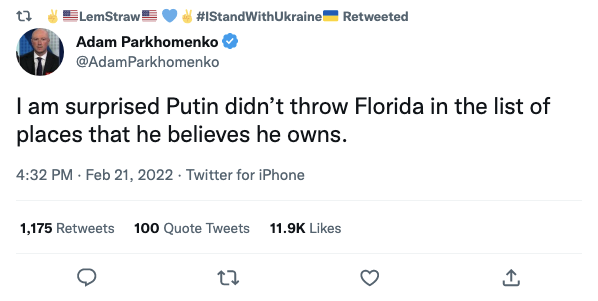 ✌️🇺🇸LemStraw🇺🇸 💙✌️#IStandWithUkraine🇺🇦 Retweeted
Adam Parkhomenko
@AdamParkhomenko
I am surprised Putin didn’t throw Florida in the list of
places that he believes he owns.
4:32 PM · Feb 21, 2022 · Twitter for iPhone
1,175 Retweets 100 Quote Tweets 11.9K Likes